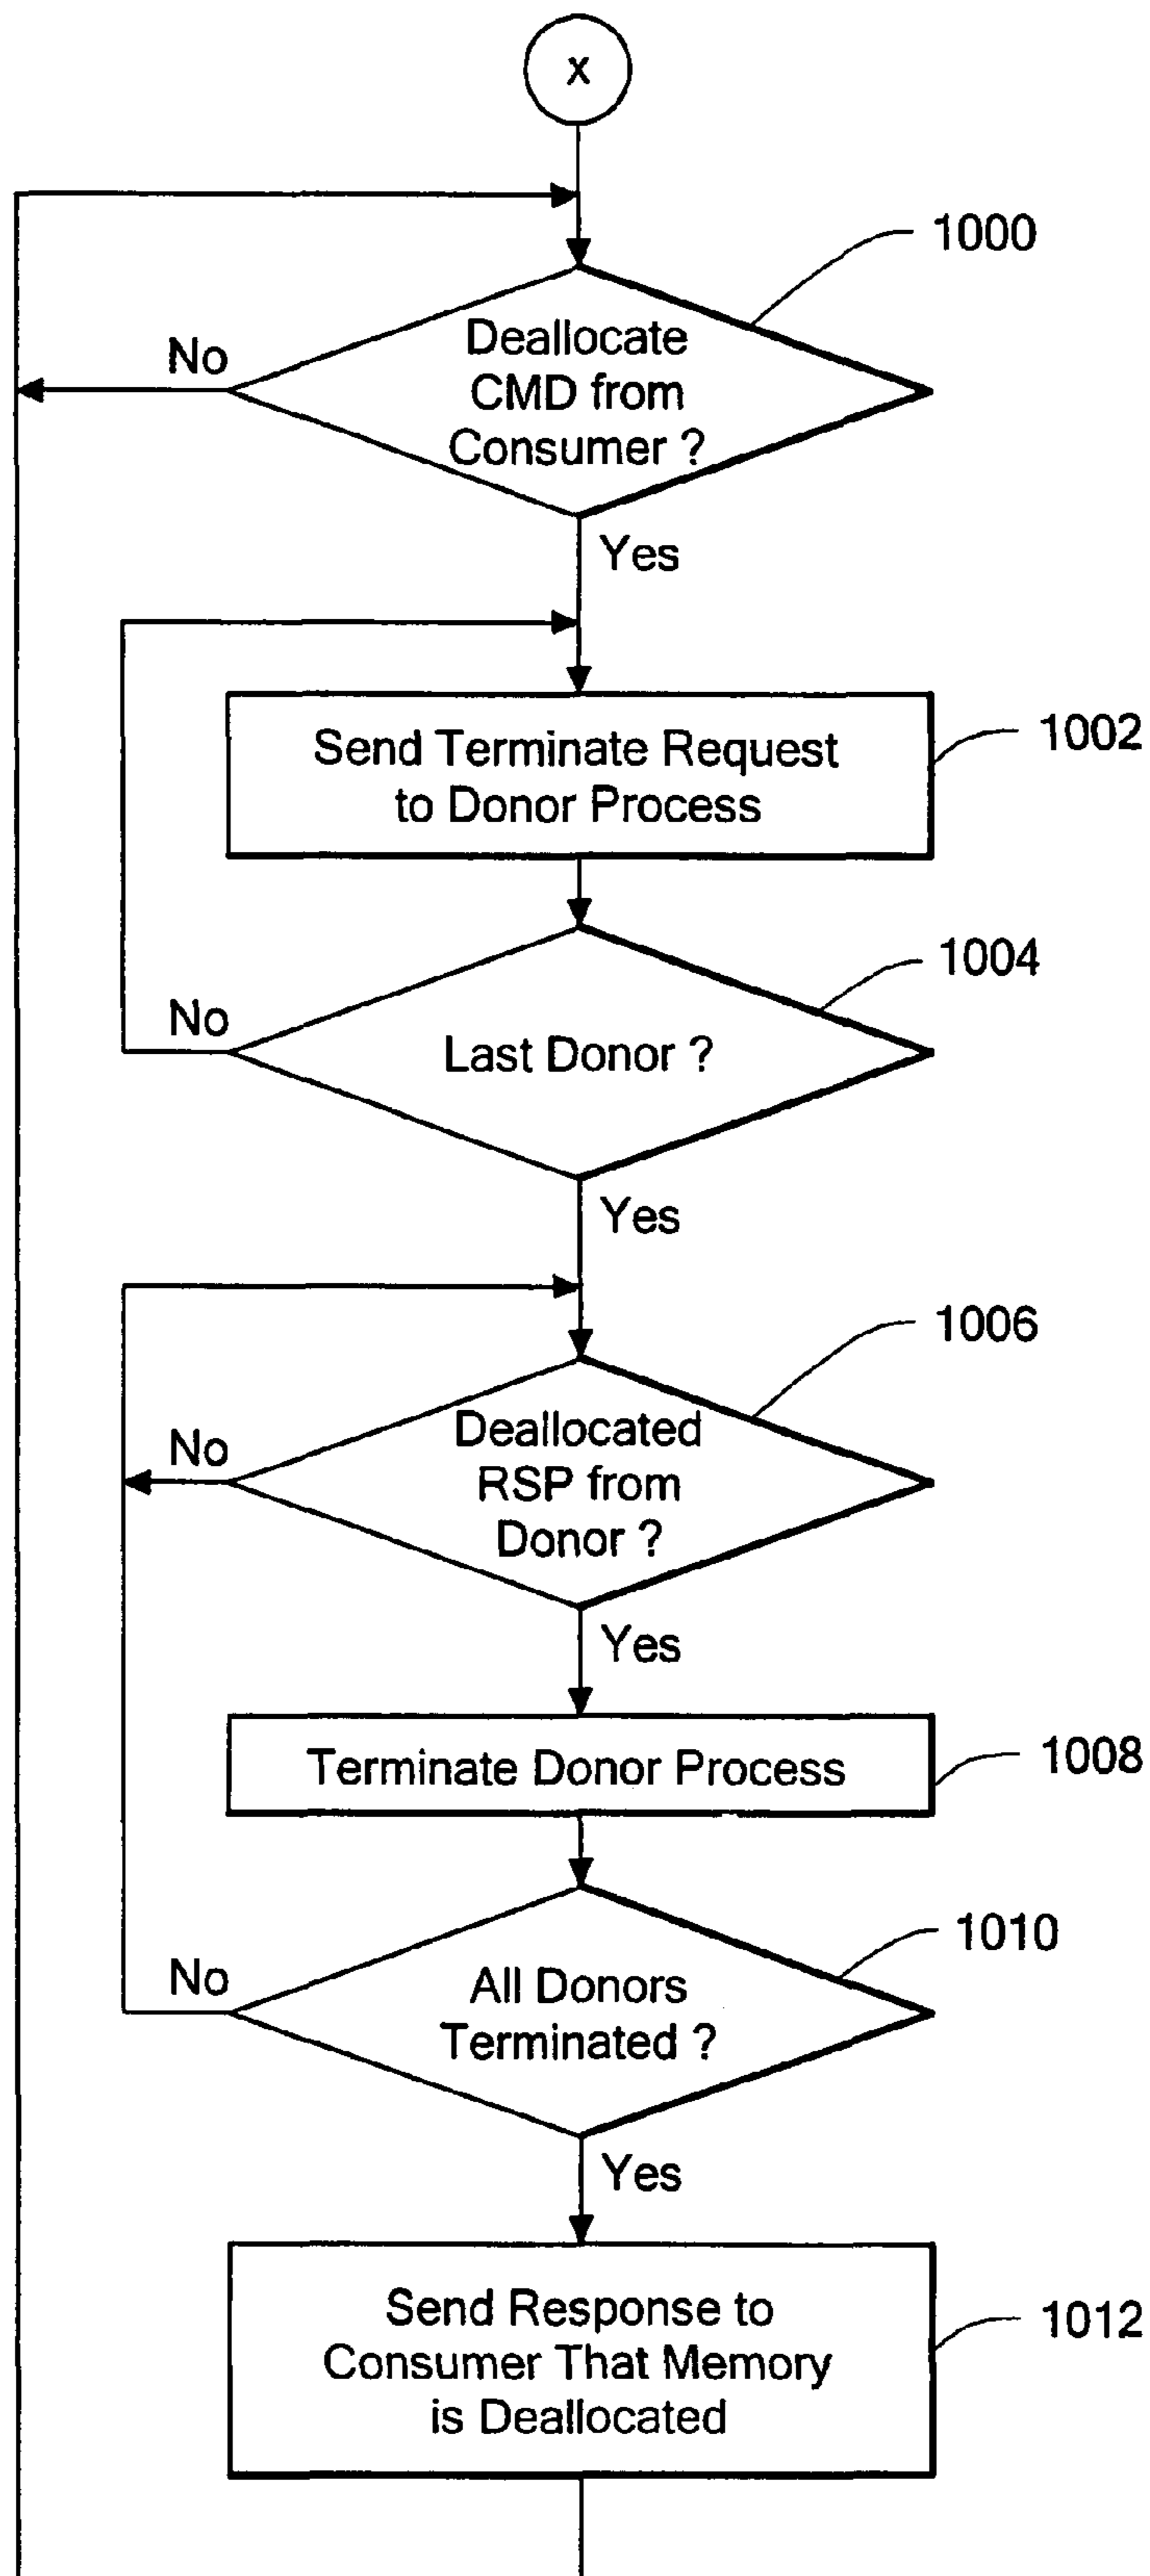 x
1000
Deallocate
CMD from
Consumer ?
No
Yes
Send Terminate Request
to Donor Process
1002
1004
Last Donor ?
No
Yes
1006
Deallocated
RSP from
Donor ?
No
Yes
Terminate Donor Process
1008
1010
All Donors
Terminated ?
No
Yes
Send Response to
Consumer That Memory
is Deallocated
1012